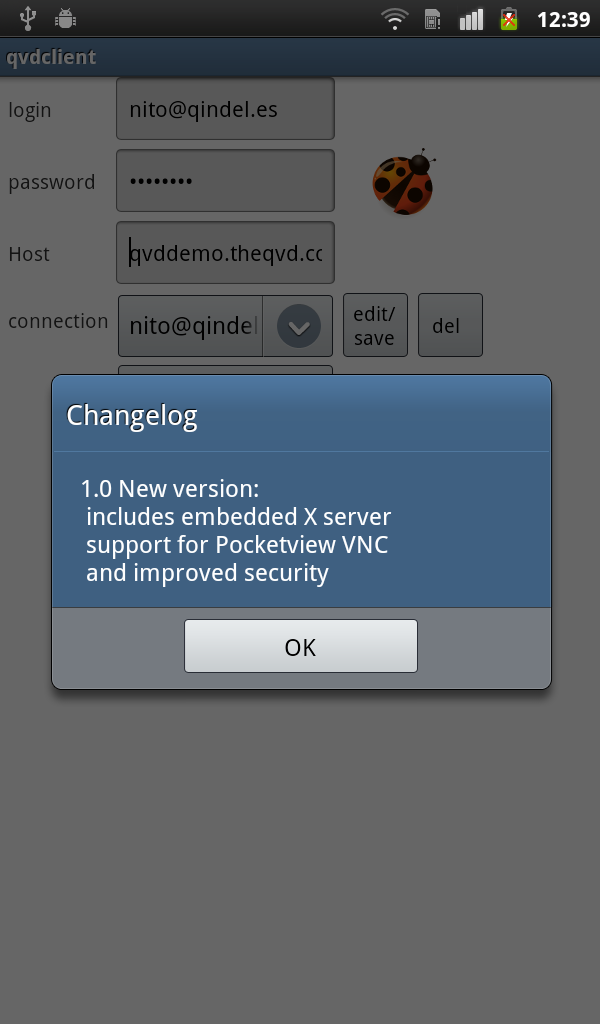 12:39
qvdclient
login
nito@qindel.es
password
••••••••
Host
qvddemo.theqvd.cc
connection
nito@qindel
edit/
save
del
Changelog
1.0 New version:
includes embedded X server
support for Pocketview VNC
and improved security
OK